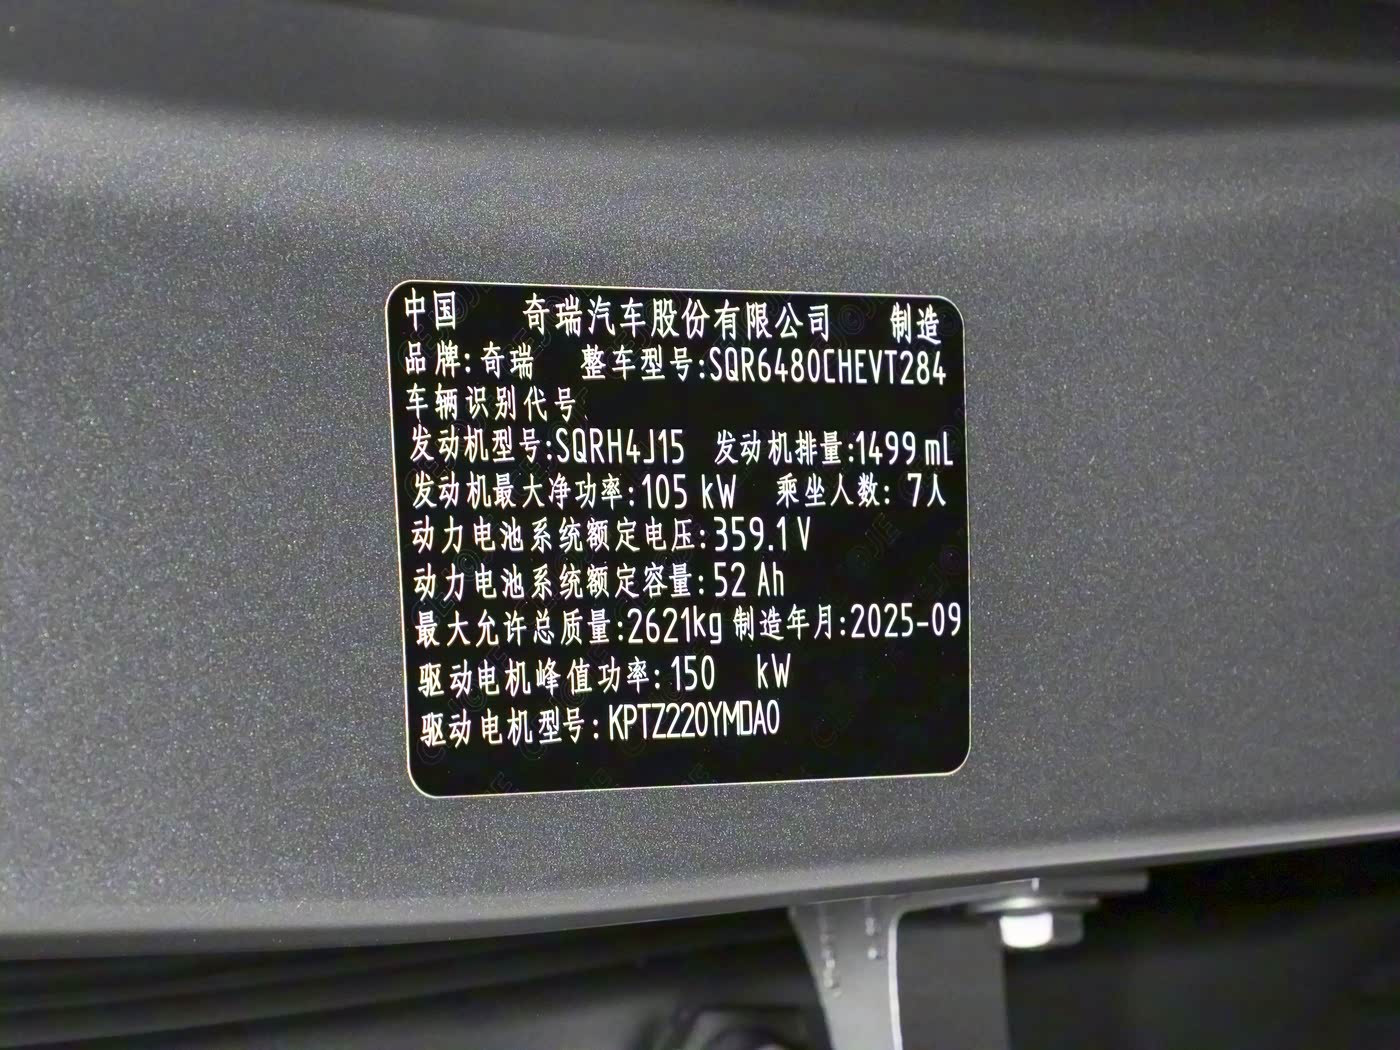 中国 奇瑞汽车股份有限公司 制造
品牌:奇瑞 整车型号:SQR6480CHEVT284
车辆识别代号
发动机型号:SQRH4J15 发动机排量:1499 mL
发动机最大净功率:105 kW 乘坐人数: 7人
动力电池系统额定电压:359.1V
动力电池系统额定容量:52 Ah
最大允许总质量:2621kg 制造年月:2025-09
驱动电机峰值功率:150 kW
驱动电机型号:KPTZ220YMDA0